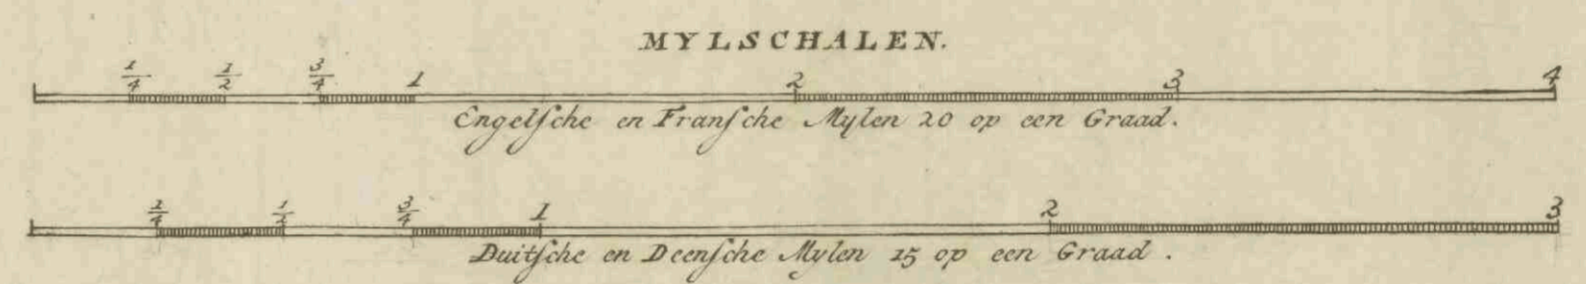 MYLSCHALEN.
1/4 1/2 3/4 1 2 3 4
Engelſche en Franſche Mylen 20 op een Graad.
1/4 1/2 3/4 1 2 3
Duitſche en Deenſche Mylen 15 op een Graad.